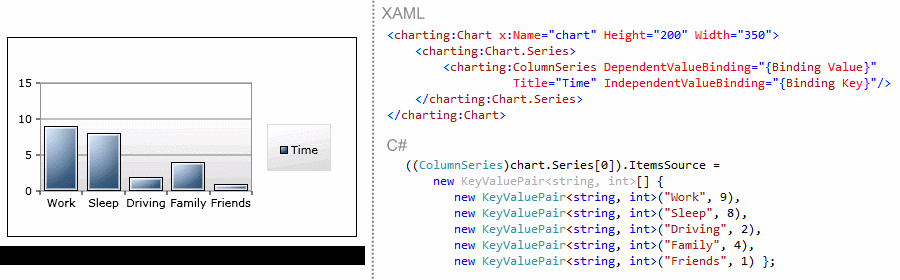 15
10
5
0
Work Sleep Driving Family Friends
Time
XAML
<charting:Chart x:Name="chart" Height="200" Width="350">
<charting:Chart.Series>
<charting:ColumnSeries DependentValueBinding="{Binding Value}"
Title="Time" IndependentValueBinding="{Binding Key}"/>
</charting:Chart.Series>
</charting:Chart>
C#
((ColumnSeries)chart.Series[0]).ItemsSource =
new KeyValuePair<string, int>[] {
new KeyValuePair<string, int>("Work", 9),
new KeyValuePair<string, int>("Sleep", 8),
new KeyValuePair<string, int>("Driving", 2),
new KeyValuePair<string, int>("Family", 4),
new KeyValuePair<string, int>("Friends", 1) };